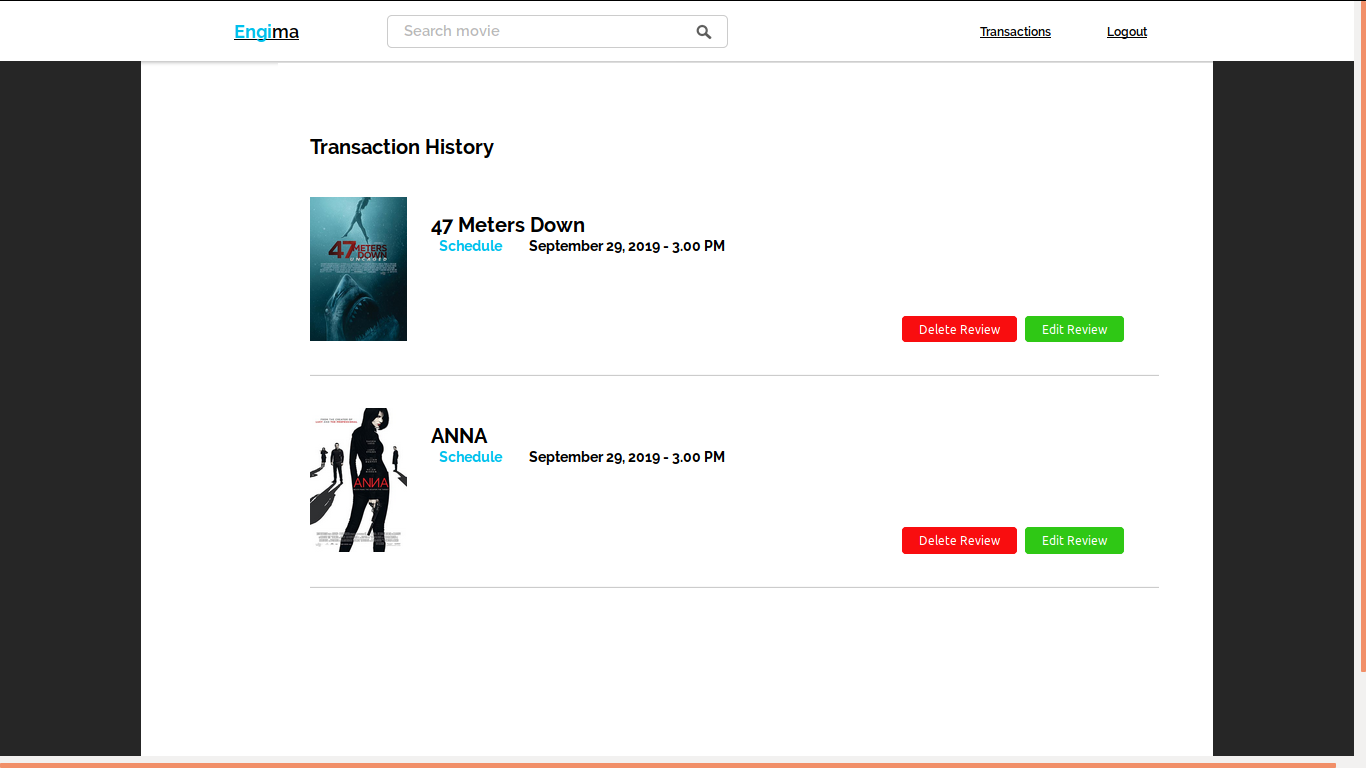 Engima Search movie Transactions Logout
Transaction History
47 Meters Down
Schedule September 29, 2019 - 3.00 PM
47 METERS
DOWN
UNCAGED
Delete Review Edit Review
ANNA
Schedule September 29, 2019 - 3.00 PM
ANNA
Delete Review Edit Review